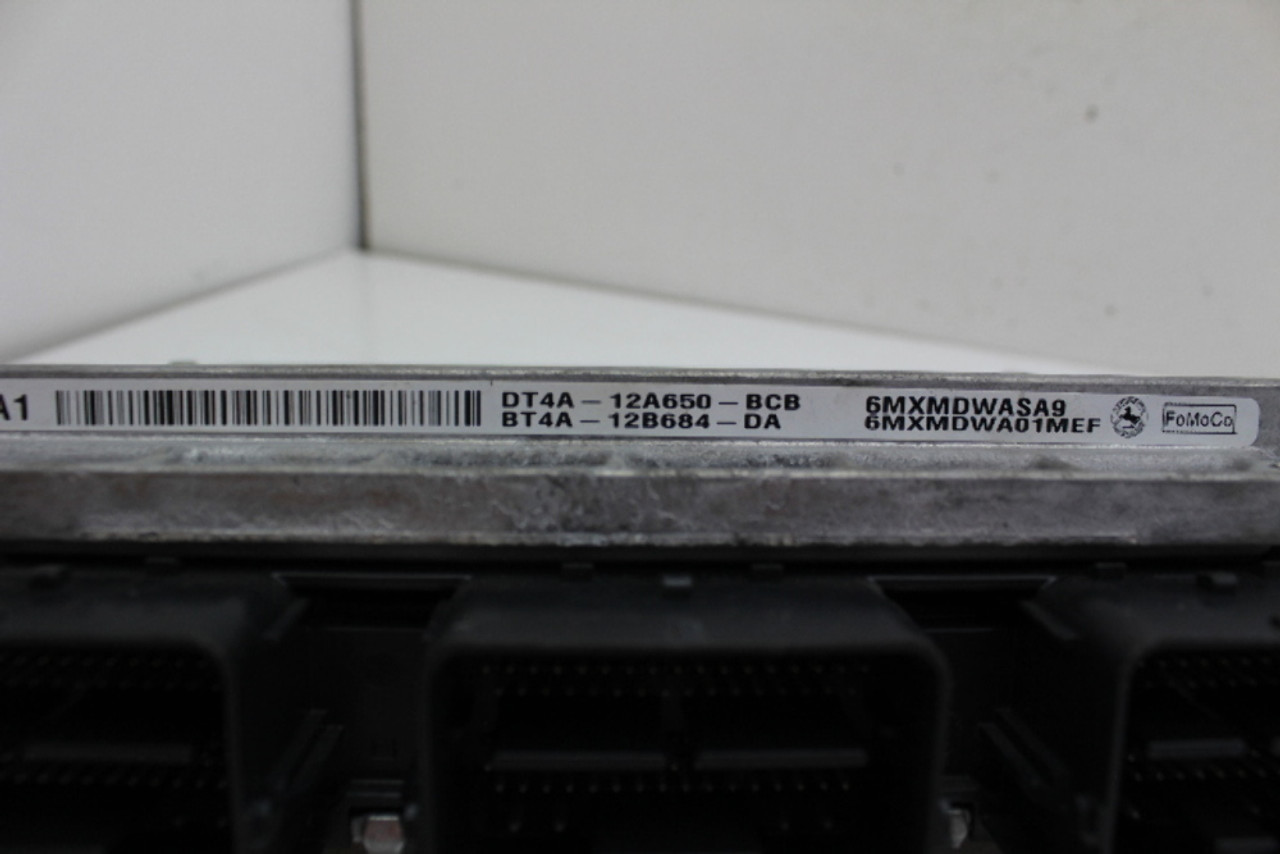 A1
DT4A-12A650-BCB
BT4A-12B684-DA
6MXMDWASA9
6MXMDWA01MEF
FoMoCo